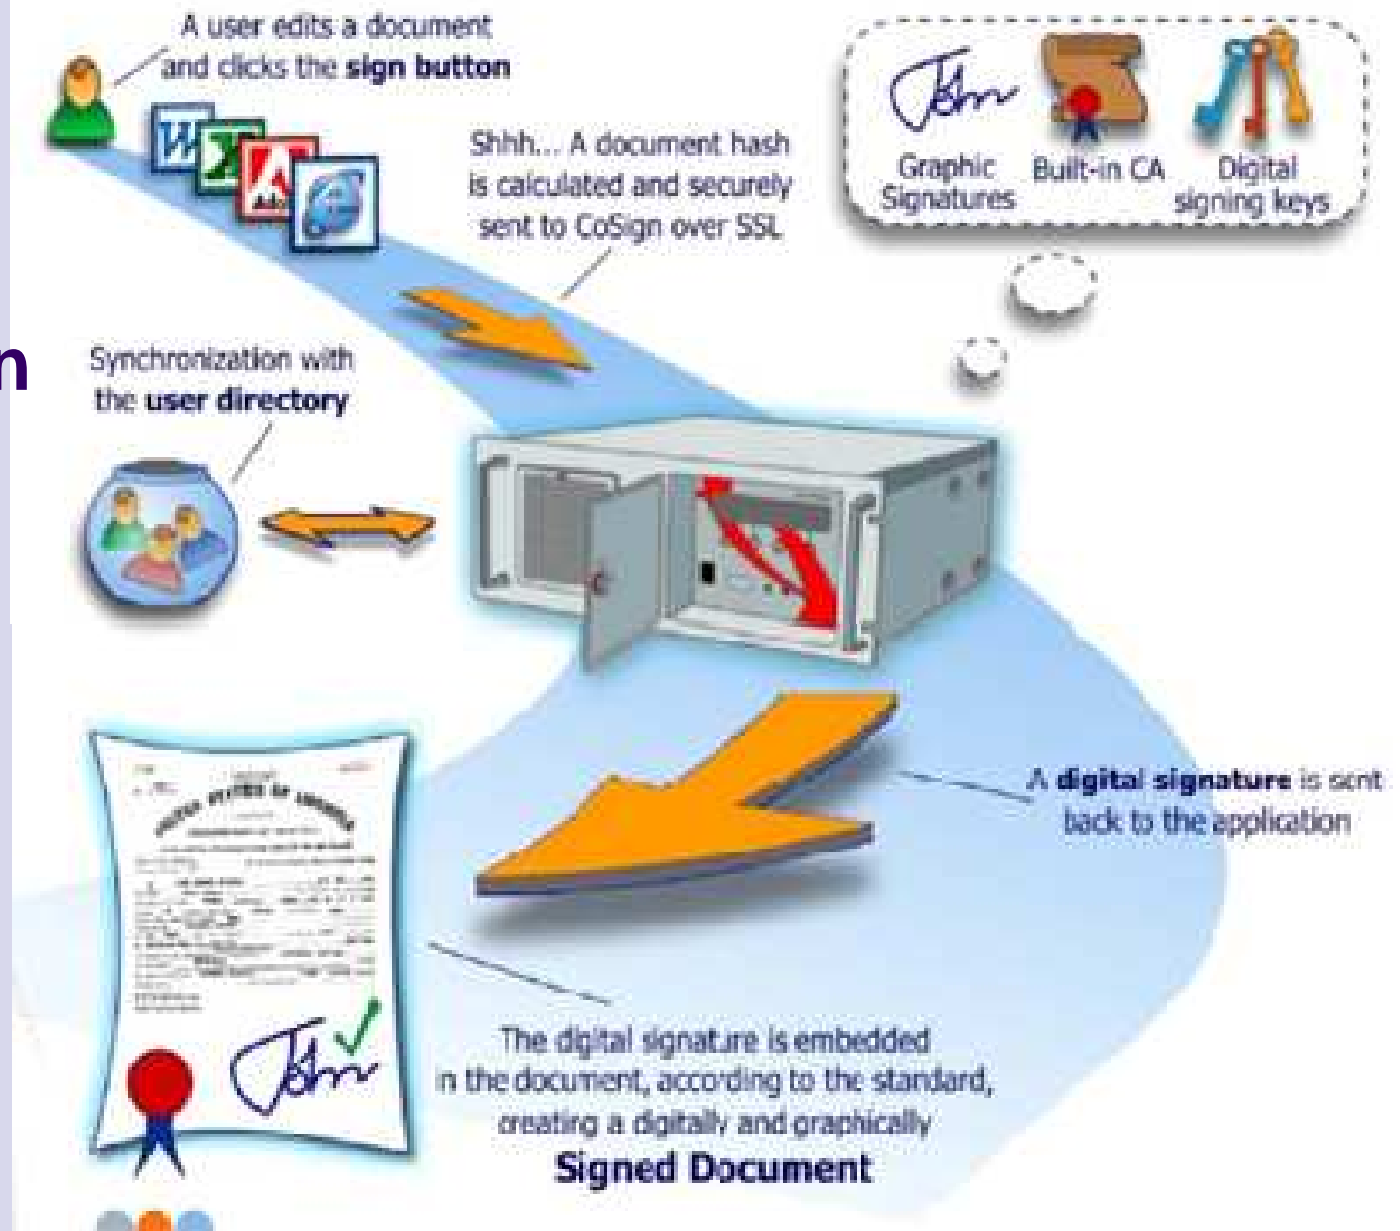 A user edits a document
and clicks the sign button
Shhh... A document hash
is calculated and securely
sent to CoSign over SSL
John
Graphic
Signatures
Built-in CA
Digital
signing keys
n
Synchronization with
the user directory
A digital signature is sent
back to the application
John
The digital signature is embedded
in the document, according to the standard,
creating a digitally and graphically
Signed Document